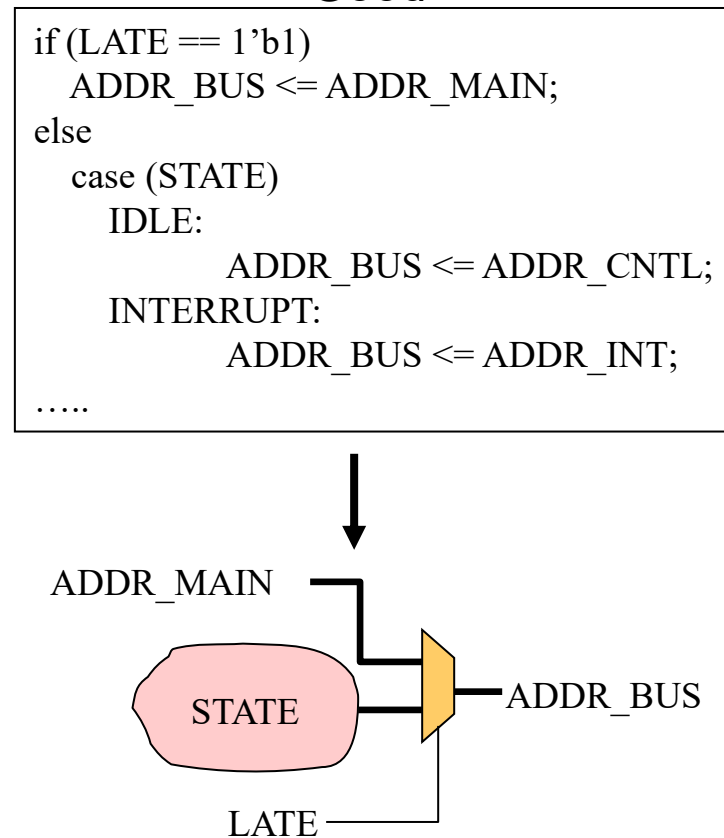 Good
if (LATE == 1’b1)
ADDR_BUS <= ADDR_MAIN;
else
case (STATE)
IDLE:
ADDR_BUS <= ADDR_CNTL;
INTERRUPT:
ADDR_BUS <= ADDR_INT;
…..
ADDR_MAIN
STATE
ADDR_BUS
LATE